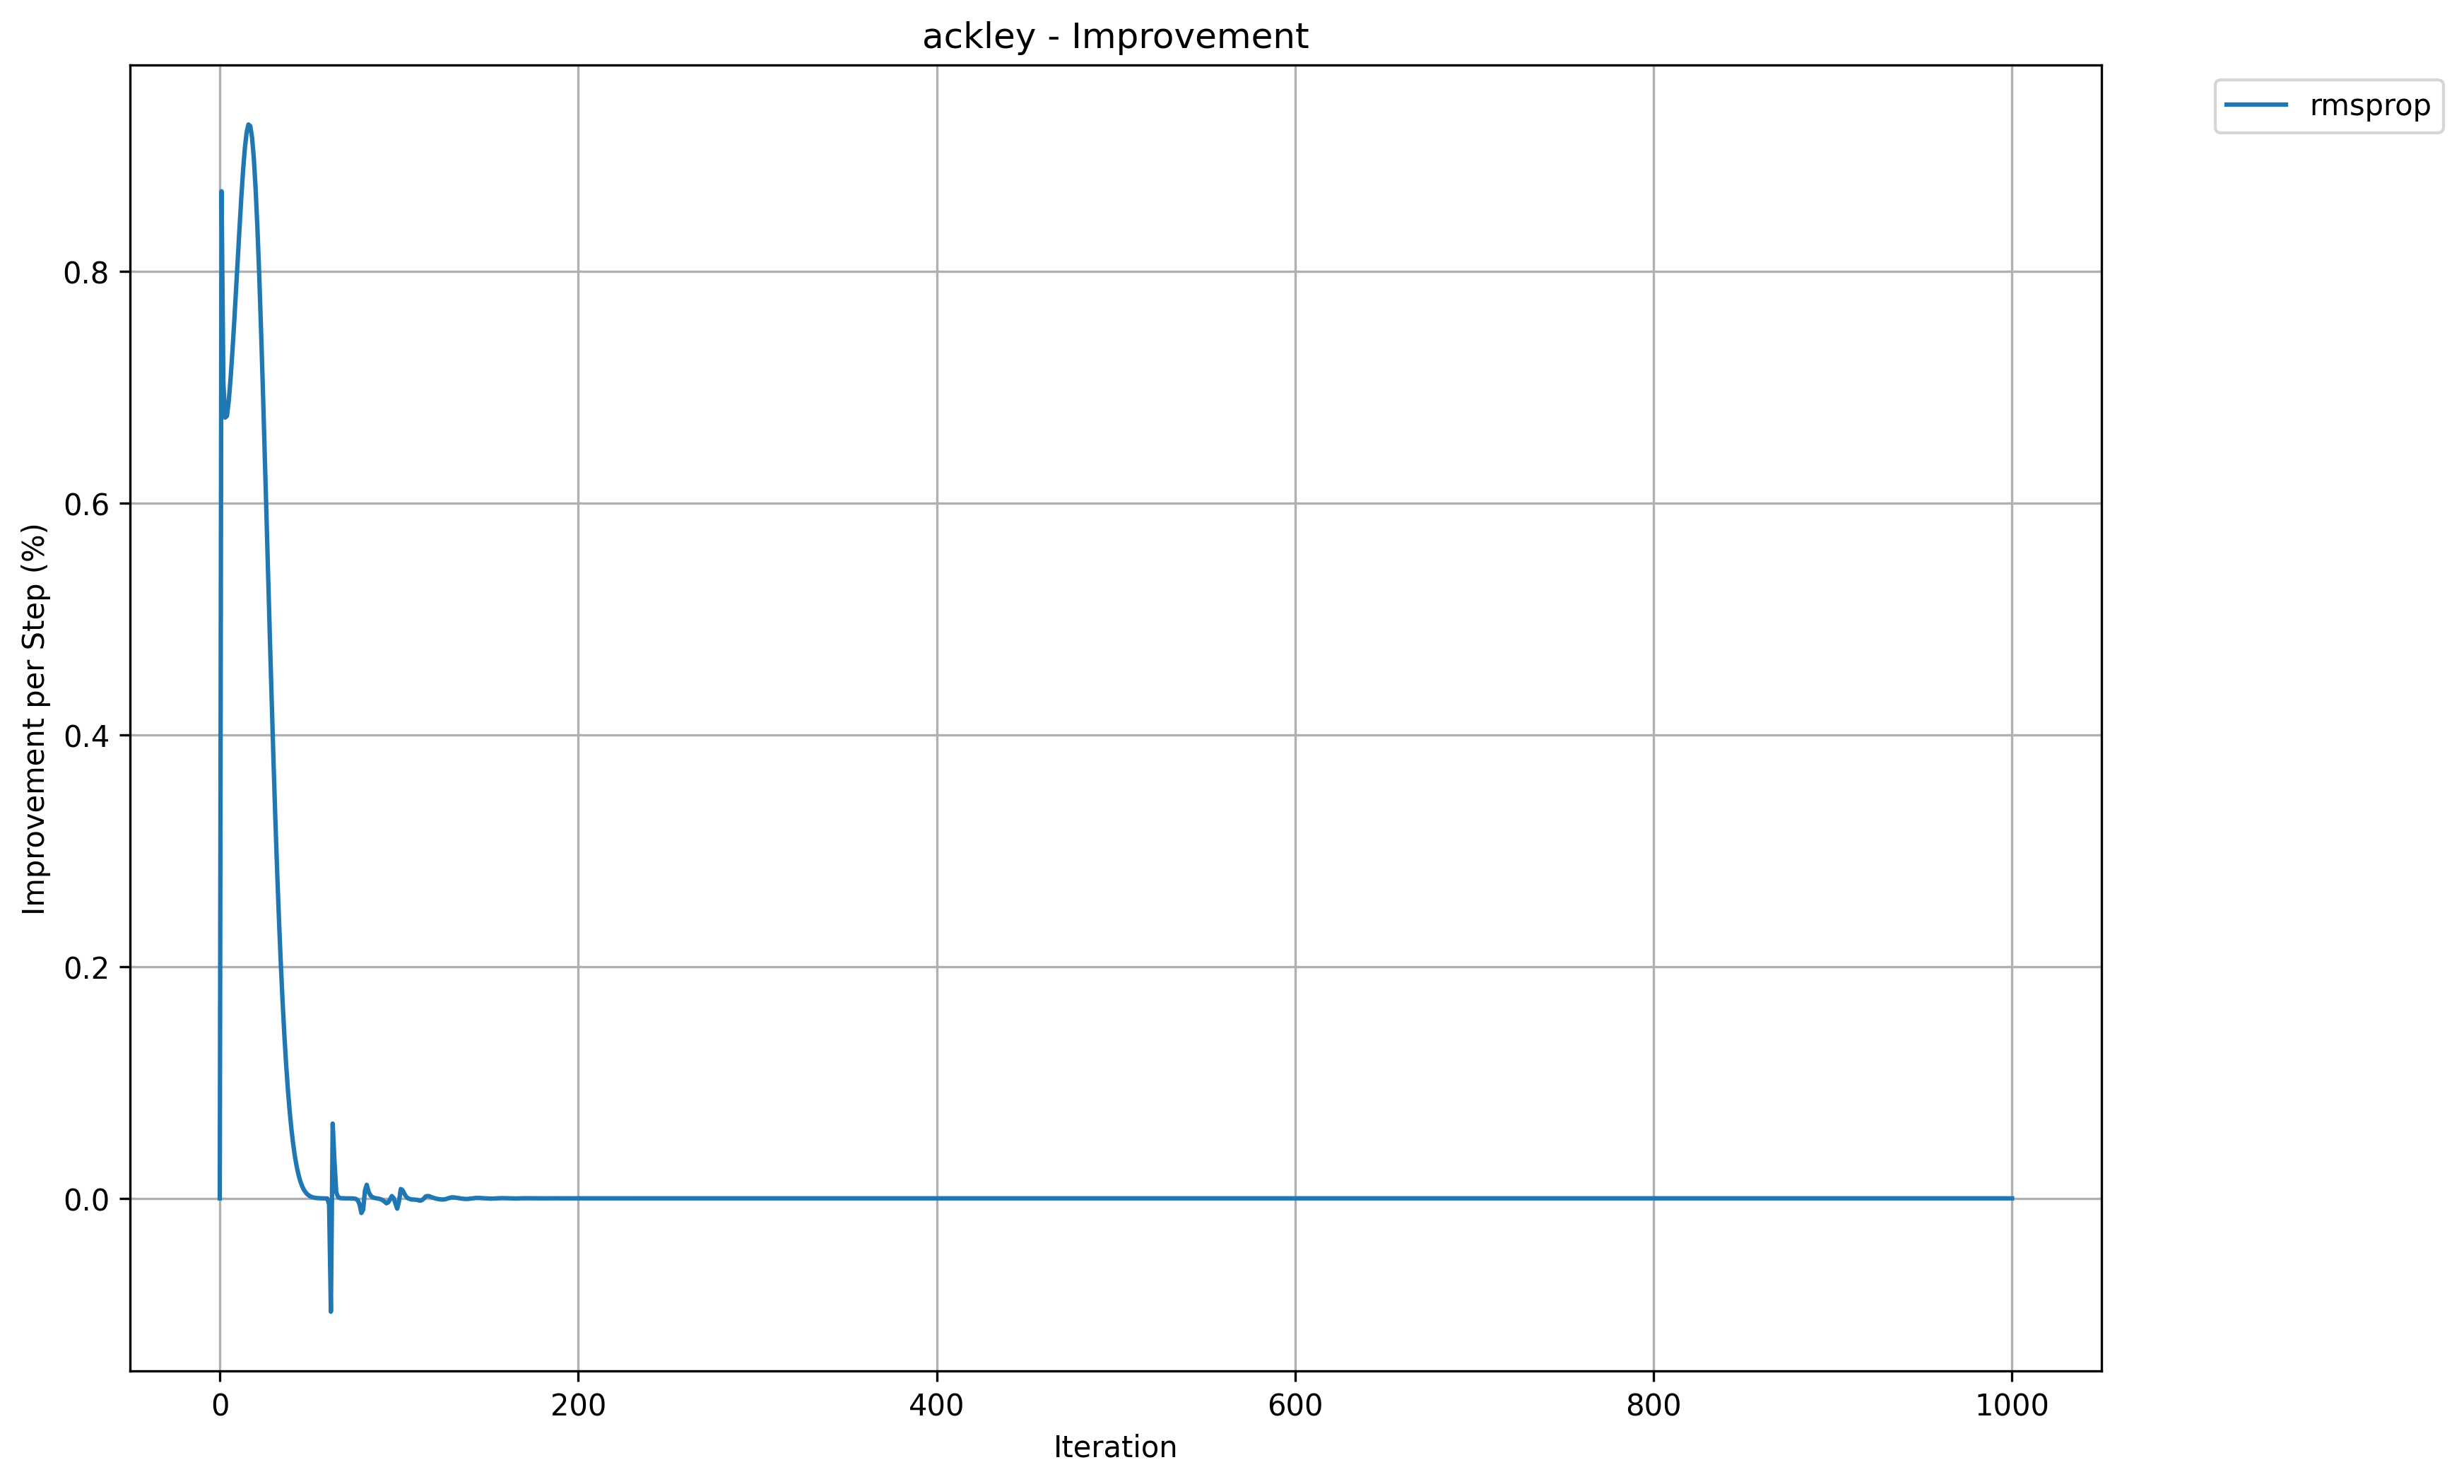 ackley - Improvement
rmsprop
Improvement per Step (%)
0.8
0.6
0.4
0.2
0.0
0 200 400 600 800 1000
Iteration